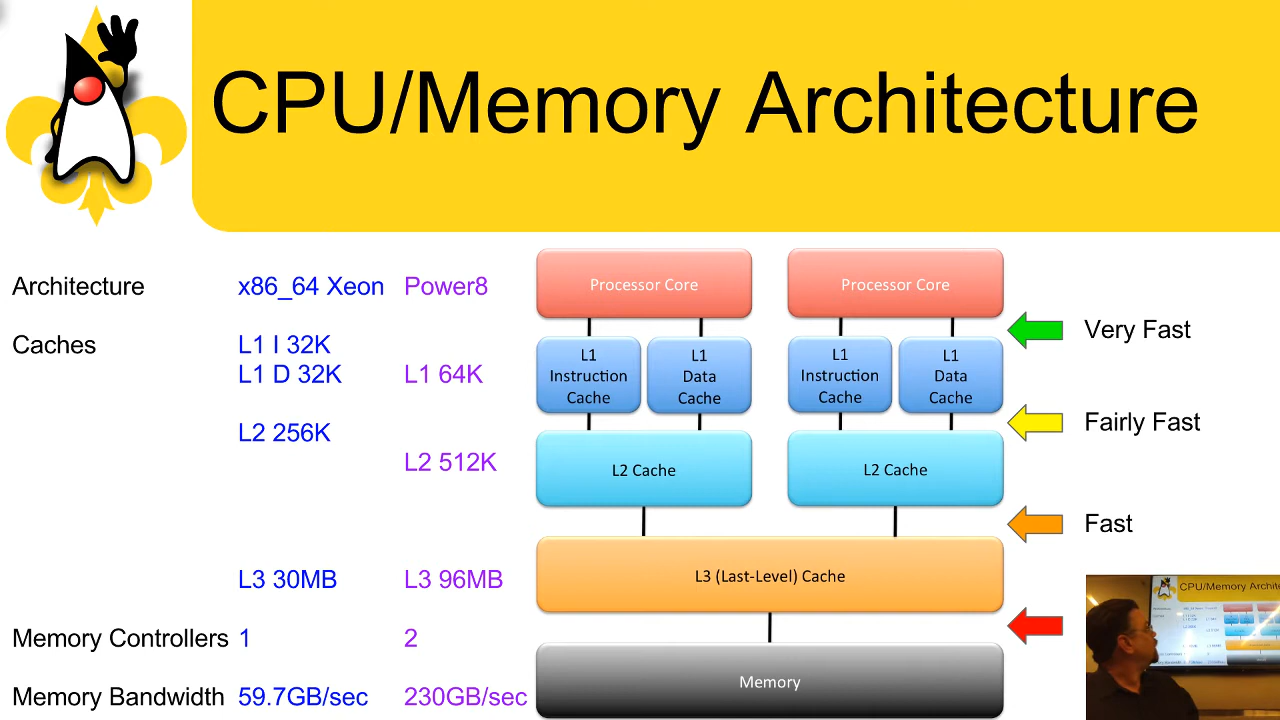 CPU/Memory Architecture
Architecture x86_64 Xeon Power8
Caches L1 I 32K
L1 D 32K L1 64K
L2 256K
L2 512K
L3 30MB L3 96MB
Memory Controllers 1 2
Memory Bandwidth 59.7GB/sec 230GB/sec
Processor Core Processor Core
L1
Instruction
Cache
L1
Data
Cache
L1
Instruction
Cache
L1
Data
Cache
L2 Cache L2 Cache
L3 (Last-Level) Cache
Memory
Very Fast
Fairly Fast
Fast
CPU/Memory Archite